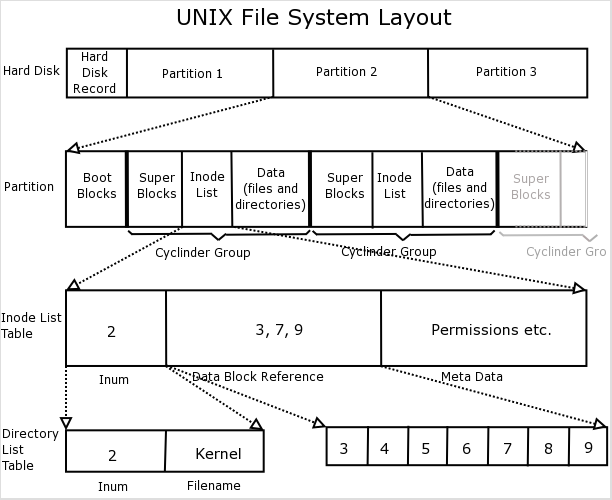 UNIX File System Layout
Hard Disk
Hard
Disk
Record
Partition 1
Partition 2
Partition 3
Partition
Boot
Blocks
Super
Blocks
Inode
List
Data
(files and
directories)
Super
Blocks
Inode
List
Data
(files and
directories)
Super
Blocks
Cyclinder Group
Cyclinder Group
Cyclinder Gro
Inode List
Table
2
3, 7, 9
Permissions etc.
Inum
Data Block Reference
Meta Data
Directory
List
Table
2
Kernel
3
4
5
6
7
8
9
Inum
Filename